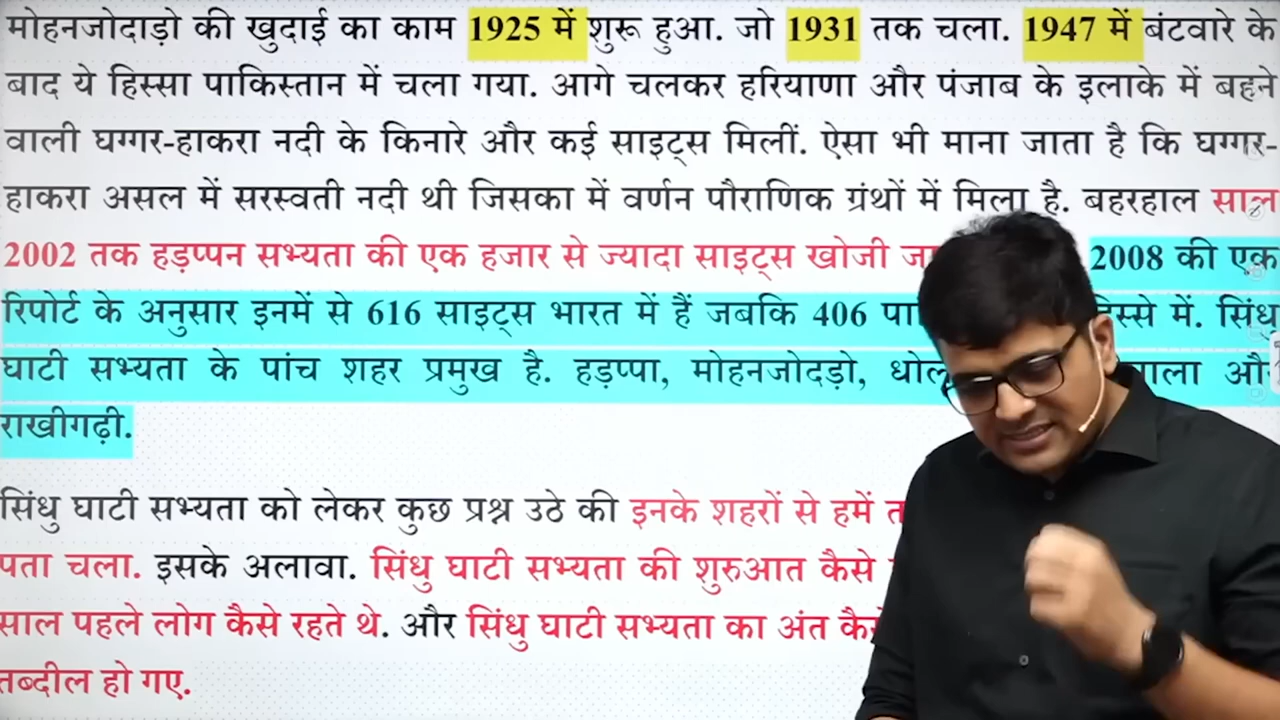 मोहनजोदाड़ो की खुदाई का काम 1925 में शुरू हुआ. जो 1931 तक चला. 1947 में बंटवारे के
बाद ये हिस्सा पाकिस्तान में चला गया. आगे चलकर हरियाणा और पंजाब के इलाके में बहने
वाली घग्गर-हाकरा नदी के किनारे और कई साइट्स मिलीं. ऐसा भी माना जाता है कि घग्गर-
हाकरा असल में सरस्वती नदी थी जिसका में वर्णन पौराणिक ग्रंथों में मिला है. बहरहाल साल
2002 तक हड़प्पन सभ्यता की एक हजार से ज्यादा साइट्स खोजी 2008 की एक
रिपोर्ट के अनुसार इनमें से 616 साइट्स भारत में हैं जबकि 406 हिस्से में. सिंधु
घाटी सभ्यता के पांच शहर प्रमुख है. हड़प्पा, मोहनजोदड़ो,
राखीगढ़ी.
सिंधु घाटी सभ्यता को लेकर कुछ प्रश्न उठे की इनके शहरों से हमें
पता चला. इसके अलावा. सिंधु घाटी सभ्यता की शुरुआत कैसे
साल पहले लोग कैसे रहते थे. और सिंधु घाटी सभ्यता का अंत कैसे
तब्दील हो गए.